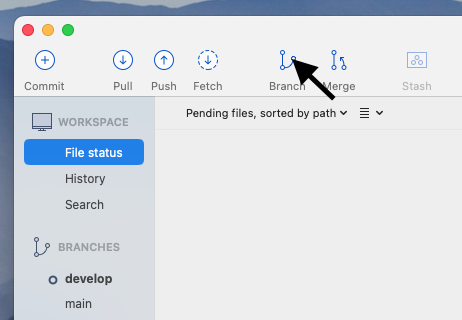 Commit Pull Push Fetch Branch Merge Stash
Pending files, sorted by path
WORKSPACE
File status
History
Search
BRANCHES
develop
main